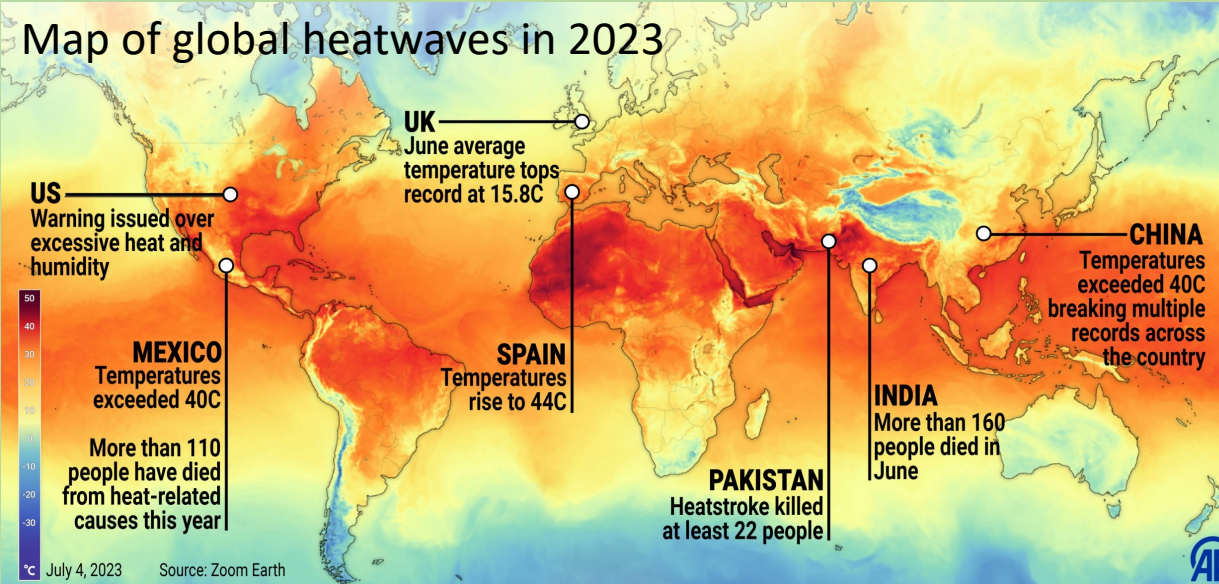 Map of global heatwaves in 2023
UK
June average
temperature tops
record at 15.8C
US
Warning issued over
excessive heat and
humidity
CHINA
Temperatures
exceeded 40C
breaking multiple
records across
the country
MEXICO
Temperatures
exceeded 40C
More than 110
people have died
from heat-related
causes this year
SPAIN
Temperatures
rise to 44C
INDIA
More than 160
people died in
June
PAKISTAN
Heatstroke killed
at least 22 people
50
40
30
20
10
0
-10
-20
-30
°C
July 4, 2023
Source: Zoom Earth